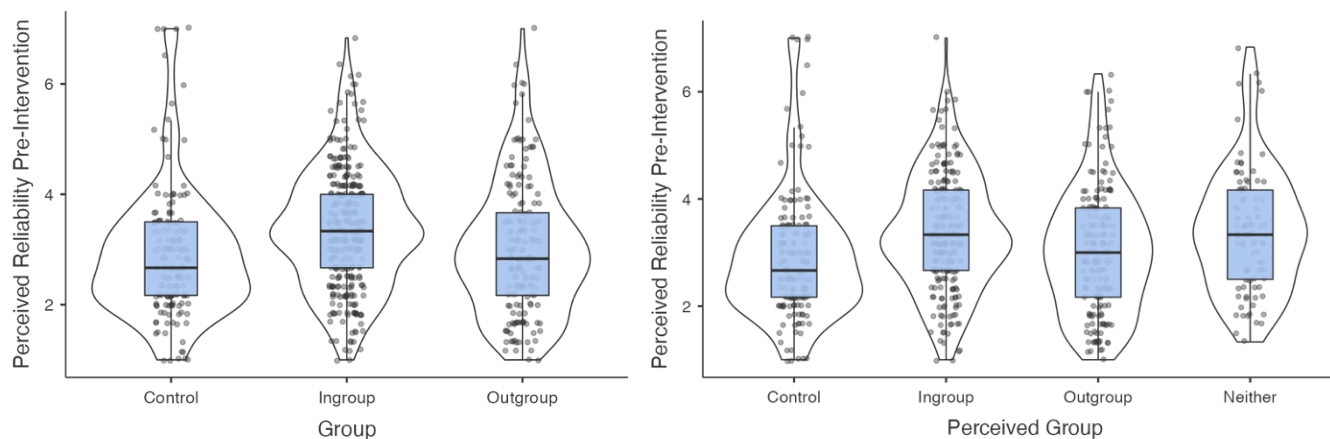 Perceived Reliability Pre-Intervention
6
4
2
Control Ingroup Outgroup
Group
Perceived Reliability Pre-Intervention
6
4
2
Control Ingroup Outgroup Neither
Perceived Group